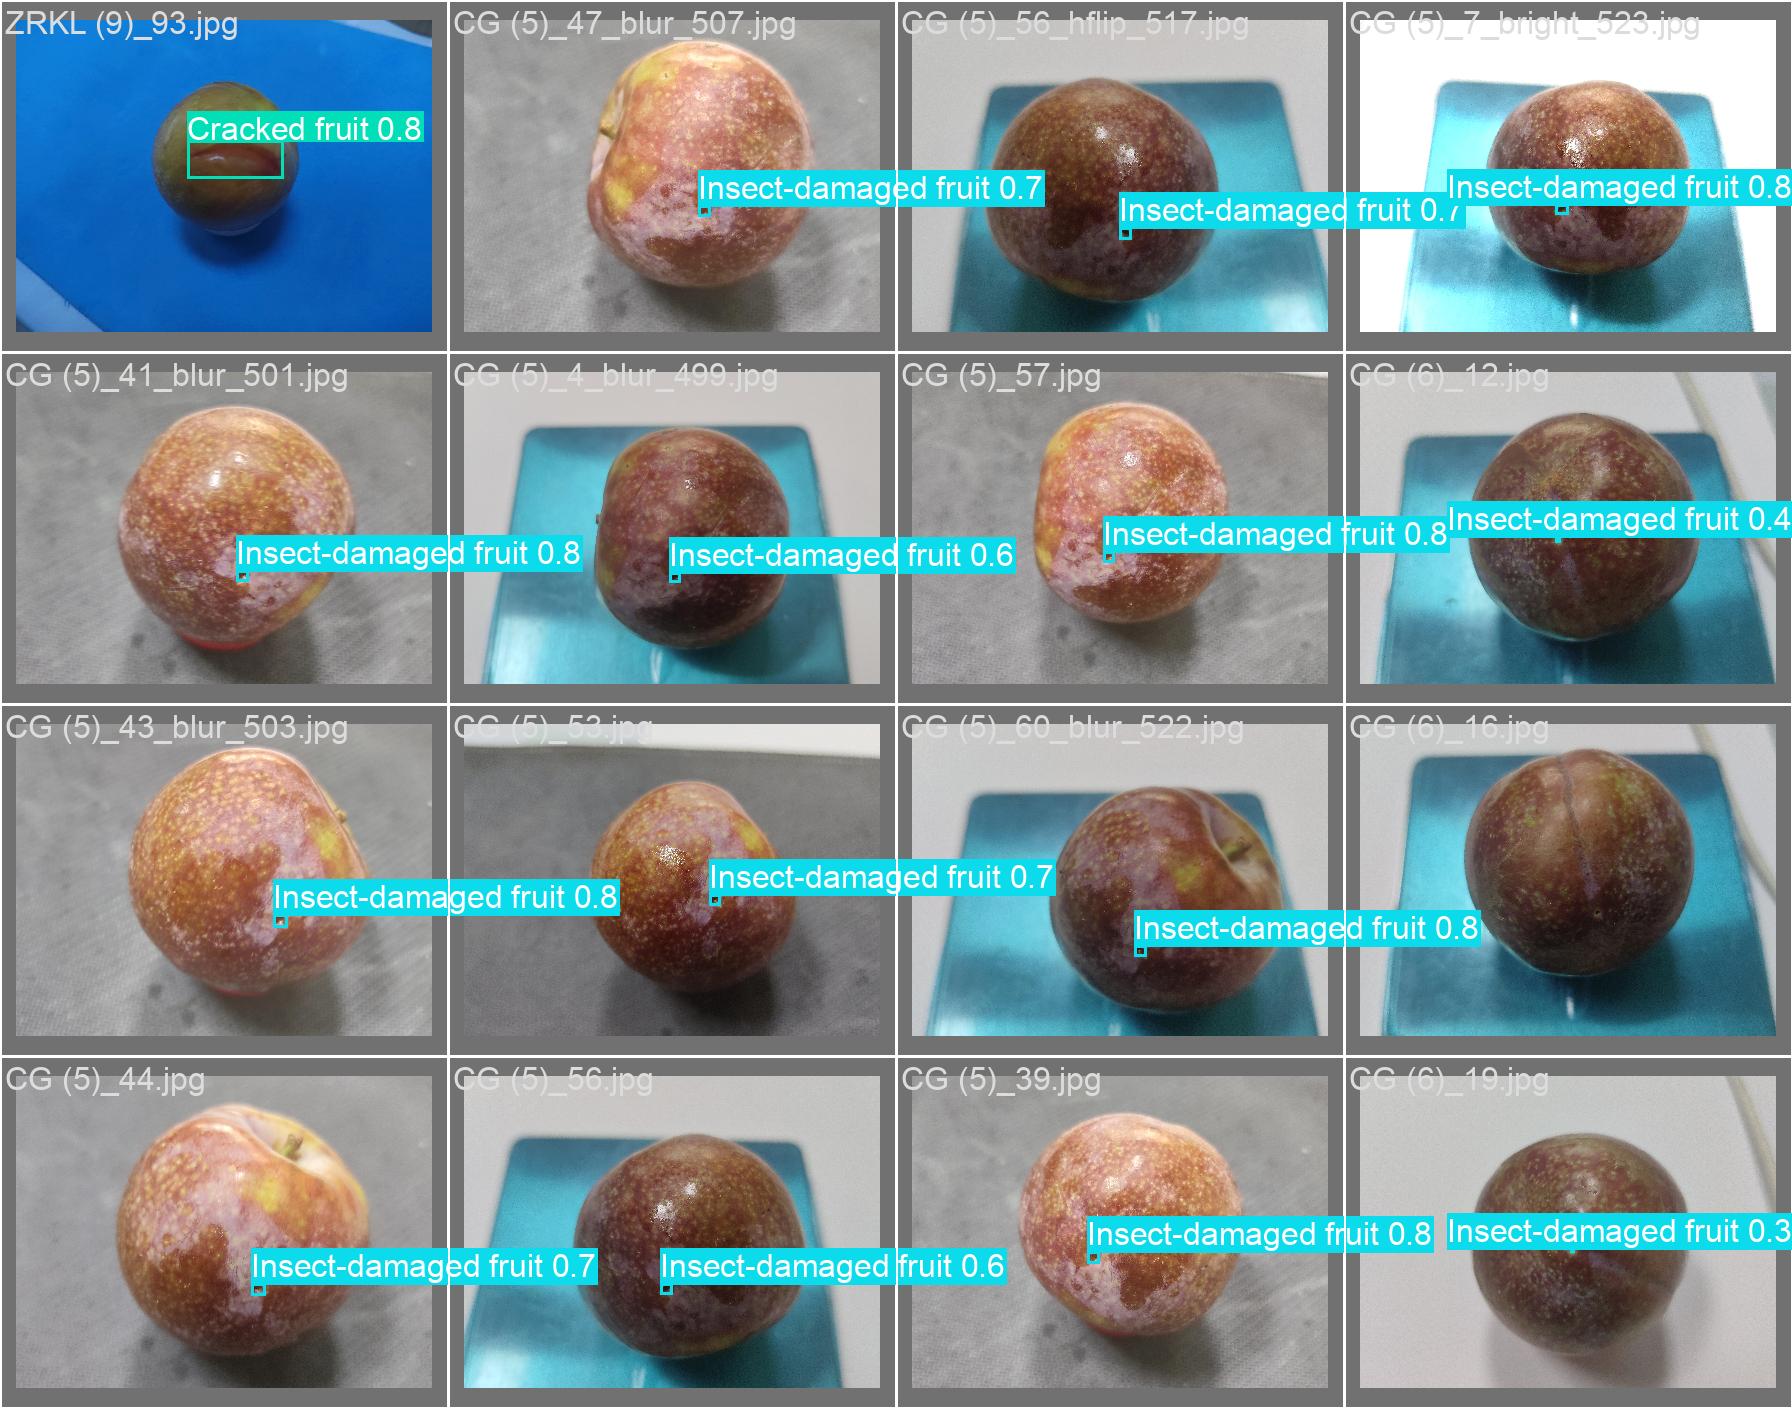 ZRKL (9)_93.jpg
Cracked fruit 0.8
CG (5)_47_blur_507.jpg
Insect-damaged fruit 0.7
CG (5)_56_hflip_517.jpg
Insect-damaged fruit 0.7
CG (5)_7_bright_523.jpg
Insect-damaged fruit 0.8
CG (5)_41_blur_501.jpg
Insect-damaged fruit 0.8
CG (5)_4_blur_499.jpg
Insect-damaged fruit 0.6
CG (5)_57.jpg
Insect-damaged fruit 0.8
CG (6)_12.jpg
Insect-damaged fruit 0.4
CG (5)_43_blur_503.jpg
Insect-damaged fruit 0.8
CG (5)_53.jpg
Insect-damaged fruit 0.7
CG (5)_60_blur_522.jpg
Insect-damaged fruit 0.8
CG (6)_16.jpg
CG (5)_44.jpg
Insect-damaged fruit 0.7
CG (5)_56.jpg
Insect-damaged fruit 0.6
CG (5)_39.jpg
Insect-damaged fruit 0.8
CG (6)_19.jpg
Insect-damaged fruit 0.3